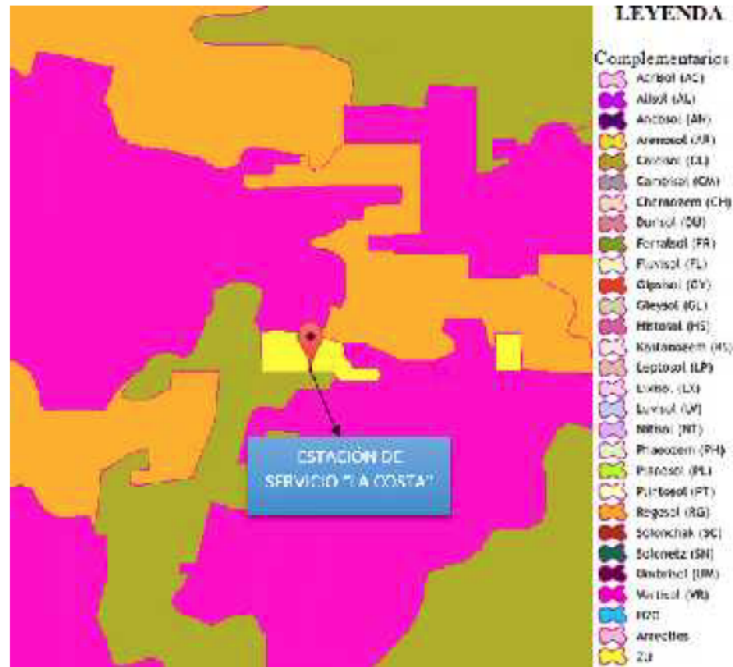 LEYENDA
Complementarios
Acrisol (AC)
Alisol (AL)
Andosol (AN)
Arenosol (AR)
Calcisol (CL)
Cambisol (CM)
Chernozem (CH)
Durisol (DU)
Ferralsol (FR)
Fluvisol (FL)
Gipsisol (GY)
Gleysol (GL)
Histosol (HS)
Kastanozem (KS)
Leptosol (LP)
Lixisol (LX)
Luvisol (LV)
Nitisol (NT)
Phaeozem (PH)
Planosol (PL)
Plintosol (PT)
Regosol (RG)
Solonchak (SC)
Solonetz (SN)
Umbrisol (UM)
Vertisol (VR)
H2O
Arrecifes
ZU
ESTACIÓN DE
SERVICIO "LA COSTA"